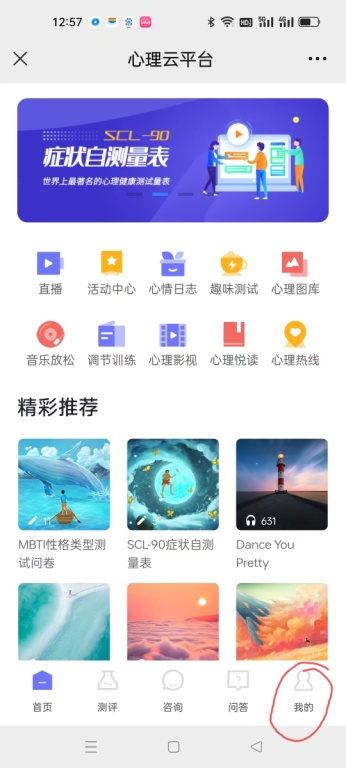 12:57
心理云平台
SCL-90
症状自测量表
世界上最著名的心理健康测试量表
直播
活动中心
心情日志
趣味测试
心理图库
音乐放松
调节训练
心理影视
心理悦读
心理热线
精彩推荐
11
631
MBTI性格类型测
试问卷
SCL-90症状自测
量表
Dance You
Pretty
首页
测评
咨询
问答
我的